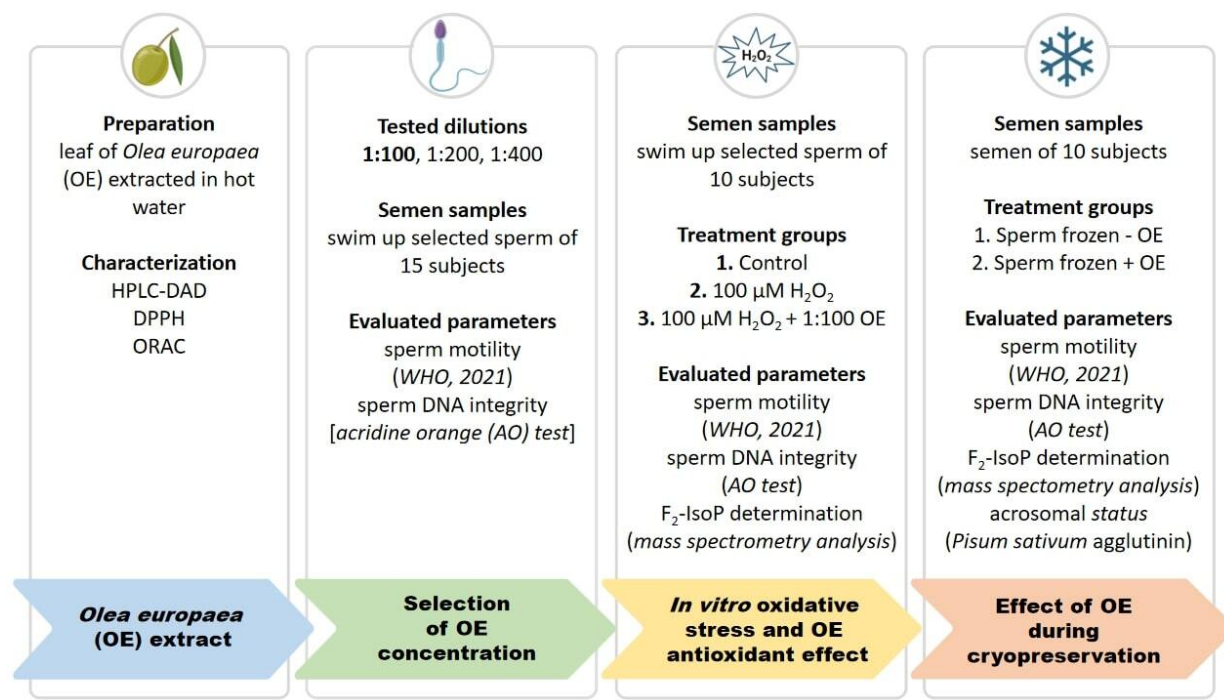 Preparation
leaf of Olea europaea
(OE) extracted in hot
water
Characterization
HPLC-DAD
DPPH
ORAC
Olea europaea
(OE) extract
Tested dilutions
1:100, 1:200, 1:400
Semen samples
swim up selected sperm of
15 subjects
Evaluated parameters
sperm motility
(WHO, 2021)
sperm DNA integrity
[acridine orange (AO) test]
Selection
of OE
concentration
H₂O₂
Semen samples
swim up selected sperm of
10 subjects
Treatment groups
1. Control
2. 100 µM H₂O₂
3. 100 µM H₂O₂ + 1:100 OE
Evaluated parameters
sperm motility
(WHO, 2021)
sperm DNA integrity
(AO test)
F₂-IsoP determination
(mass spectrometry analysis)
In vitro oxidative
stress and OE
antioxidant effect
Semen samples
semen of 10 subjects
Treatment groups
1. Sperm frozen - OE
2. Sperm frozen + OE
Evaluated parameters
sperm motility
(WHO, 2021)
sperm DNA integrity
(AO test)
F₂-IsoP determination
(mass spectometry analysis)
acrosomal status
(Pisum sativum agglutinin)
Effect of OE
during
cryopreservation